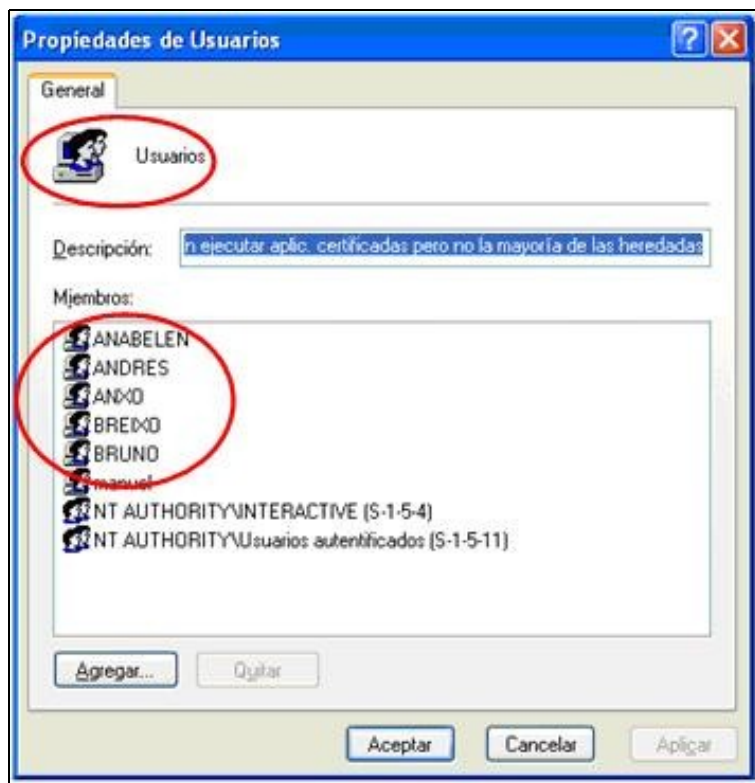 Propiedades de Usuarios
General
Usuarios
Descripción: n ejecutar aplic. certificadas pero no la mayoría de las heredadas
Miembros:
ANABELEN
ANDRES
ANXO
BREIXO
BRUNO
manuel
NT AUTHORITY\INTERACTIVE (S-1-5-4)
NT AUTHORITY\Usuarios autentificados (S-1-5-11)
Agregar... Quitar
Aceptar Cancelar Aplicar